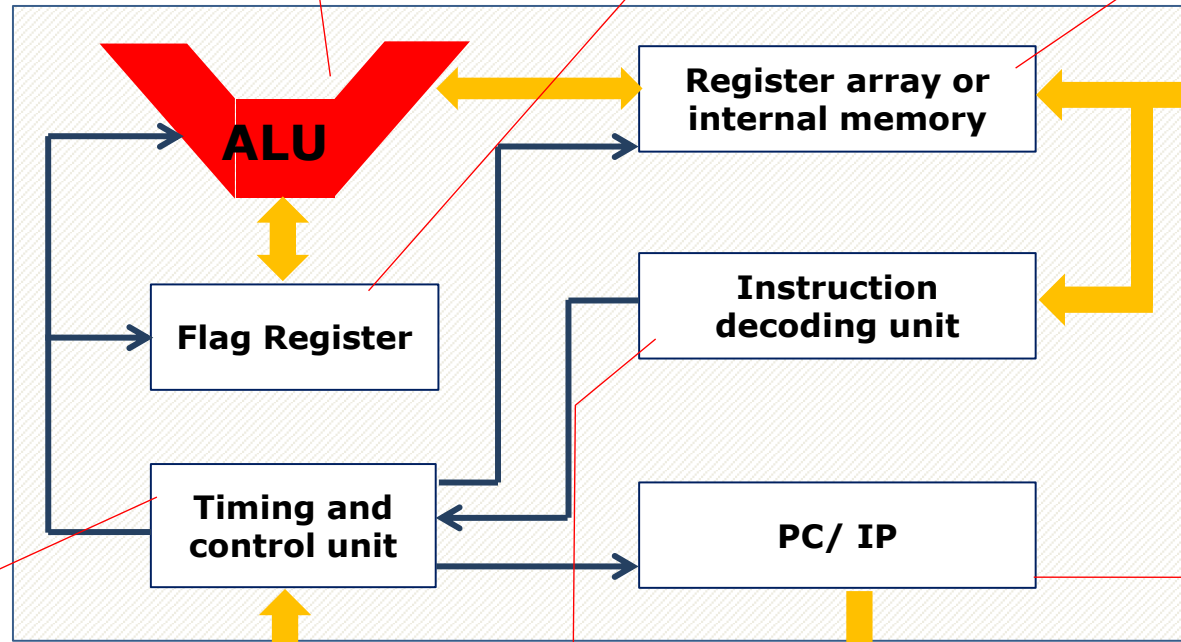 ALU
Register array or
internal memory
Flag Register
Instruction
decoding unit
Timing and
control unit
PC/ IP